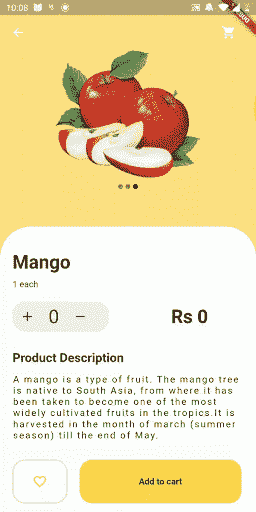 10:08
DEBUG
Mango
1 each
+ 0 −
Rs 0
Product Description
A mango is a type of fruit. The mango tree
is native to South Asia, from where it has
been taken to become one of the most
widely cultivated fruits in the tropics.It is
harvested in the month of march (summer
season) till the end of May.
Add to cart